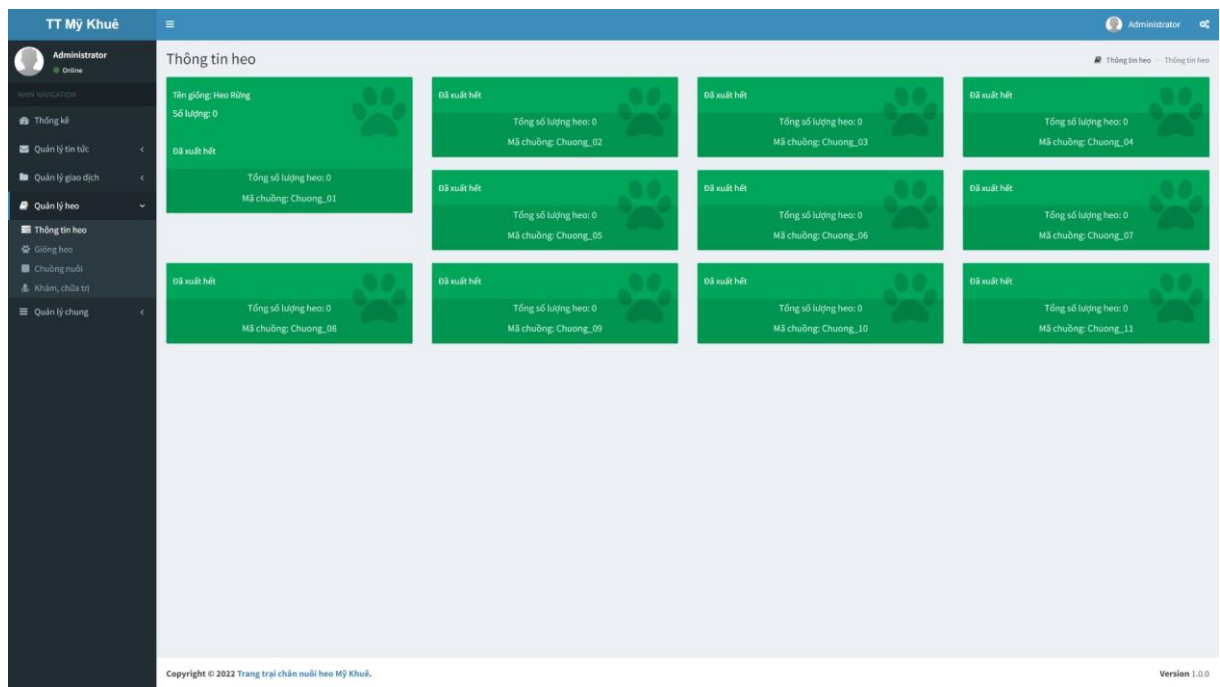 TT Mỹ Khuê
Administrator
Administrator
Online
MAIN NAVIGATION
Thống kê
Quản lý tin tức
Quản lý giao dịch
Quản lý heo
Thông tin heo
Giống heo
Chuồng nuôi
Khám, chữa trị
Quản lý chung
Thông tin heo
Thông tin heo
Thông tin heo
Tên giống: Heo Rừng
Số lượng: 0
Đã xuất hết
Tổng số lượng heo: 0
Mã chuồng: Chuong_01
Đã xuất hết
Tổng số lượng heo: 0
Mã chuồng: Chuong_02
Đã xuất hết
Tổng số lượng heo: 0
Mã chuồng: Chuong_03
Đã xuất hết
Tổng số lượng heo: 0
Mã chuồng: Chuong_04
Đã xuất hết
Tổng số lượng heo: 0
Mã chuồng: Chuong_05
Đã xuất hết
Tổng số lượng heo: 0
Mã chuồng: Chuong_06
Đã xuất hết
Tổng số lượng heo: 0
Mã chuồng: Chuong_07
Đã xuất hết
Tổng số lượng heo: 0
Mã chuồng: Chuong_08
Đã xuất hết
Tổng số lượng heo: 0
Mã chuồng: Chuong_09
Đã xuất hết
Tổng số lượng heo: 0
Mã chuồng: Chuong_10
Đã xuất hết
Tổng số lượng heo: 0
Mã chuồng: Chuong_11
Copyright © 2022 Trang trại chăn nuôi heo Mỹ Khuê.
Version 1.0.0